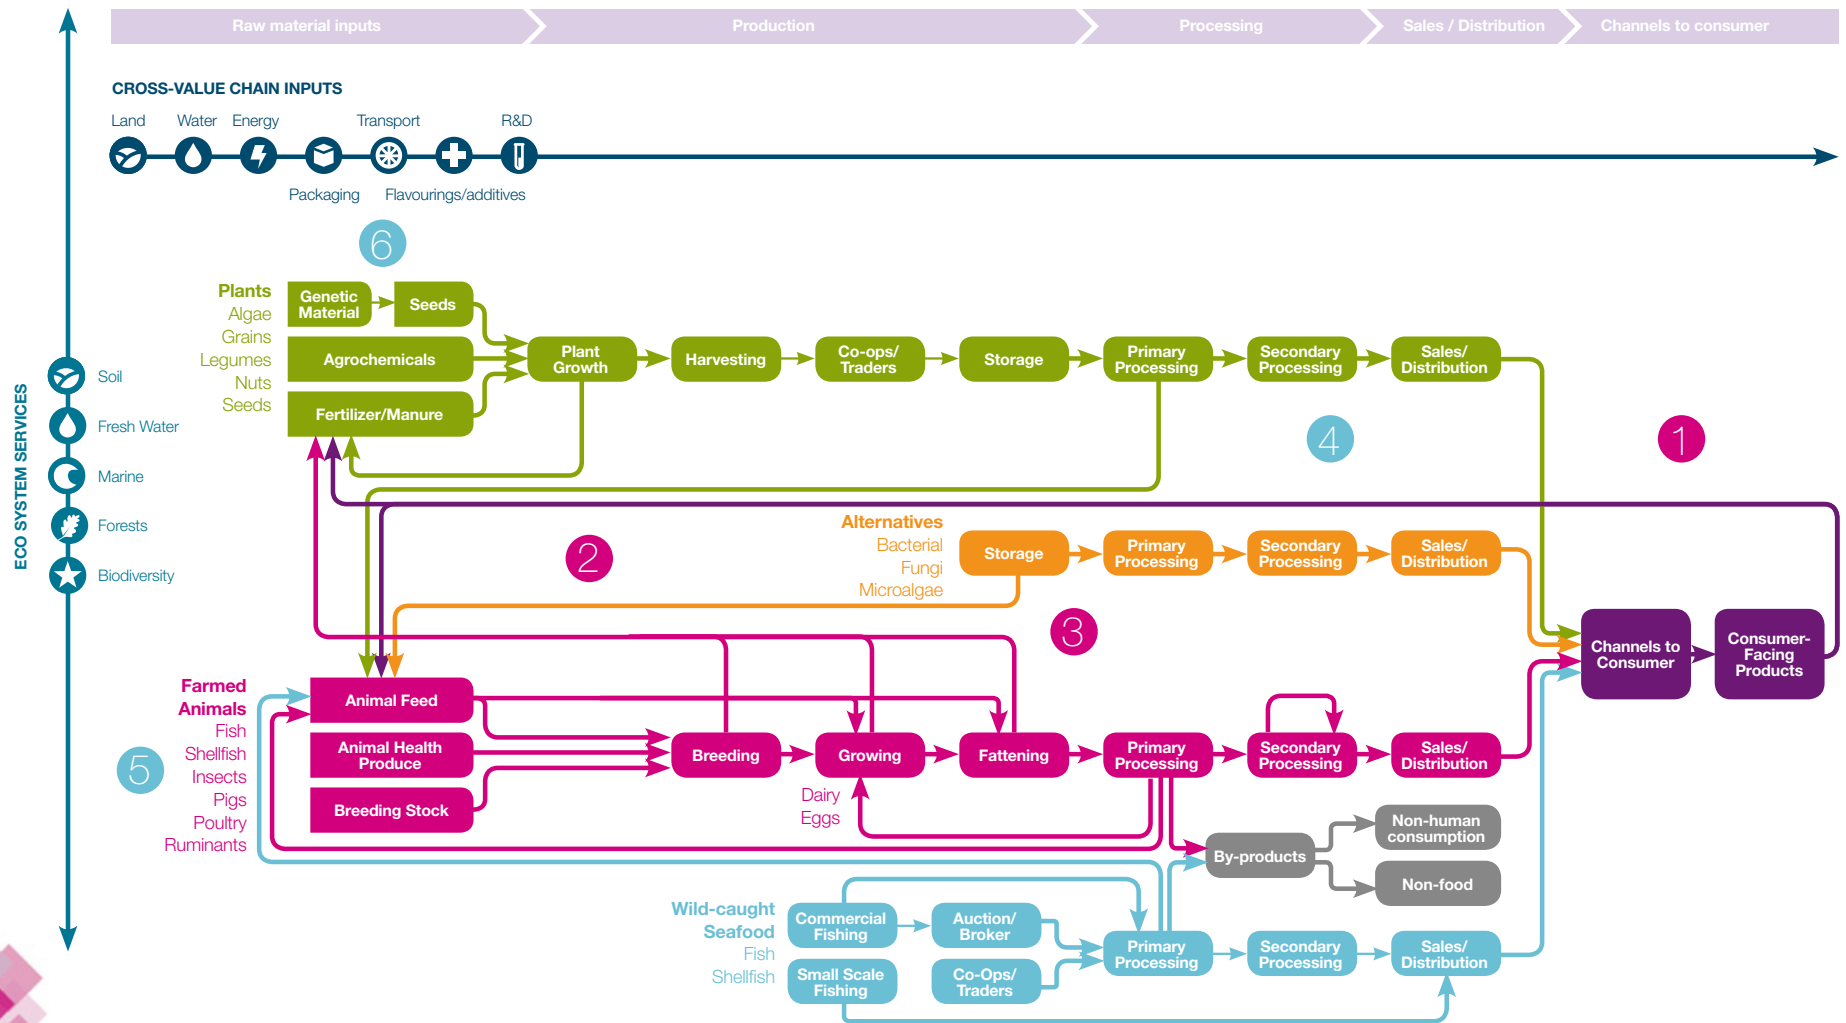 Raw material inputs
Production
Processing
Sales / Distribution
Channels to consumer
CROSS-VALUE CHAIN INPUTS
Land
Water
Energy
Transport
R&D
Packaging
Flavourings/additives
6
ECO SYSTEM SERVICES
Soil
Fresh Water
Marine
Forests
Biodiversity
Plants
Algae
Grains
Legumes
Nuts
Seeds
Genetic
Material
Seeds
Agrochemicals
Fertilizer/Manure
Plant
Growth
Harvesting
Co-ops/
Traders
Storage
Primary
Processing
Secondary
Processing
Sales/
Distribution
4
1
2
Alternatives
Bacterial
Fungi
Microalgae
Storage
Primary
Processing
Secondary
Processing
Sales/
Distribution
3
Channels to
Consumer
Consumer-
Facing
Products
Farmed
Animals
Fish
Shellfish
Insects
Pigs
Poultry
Ruminants
5
Animal Feed
Animal Health
Produce
Breeding Stock
Breeding
Growing
Dairy
Eggs
Fattening
Primary
Processing
Secondary
Processing
Sales/
Distribution
By-products
Non-human
consumption
Non-food
Wild-caught
Seafood
Fish
Shellfish
Commercial
Fishing
Auction/
Broker
Small Scale
Fishing
Co-Ops/
Traders
Primary
Processing
Secondary
Processing
Sales/
Distribution